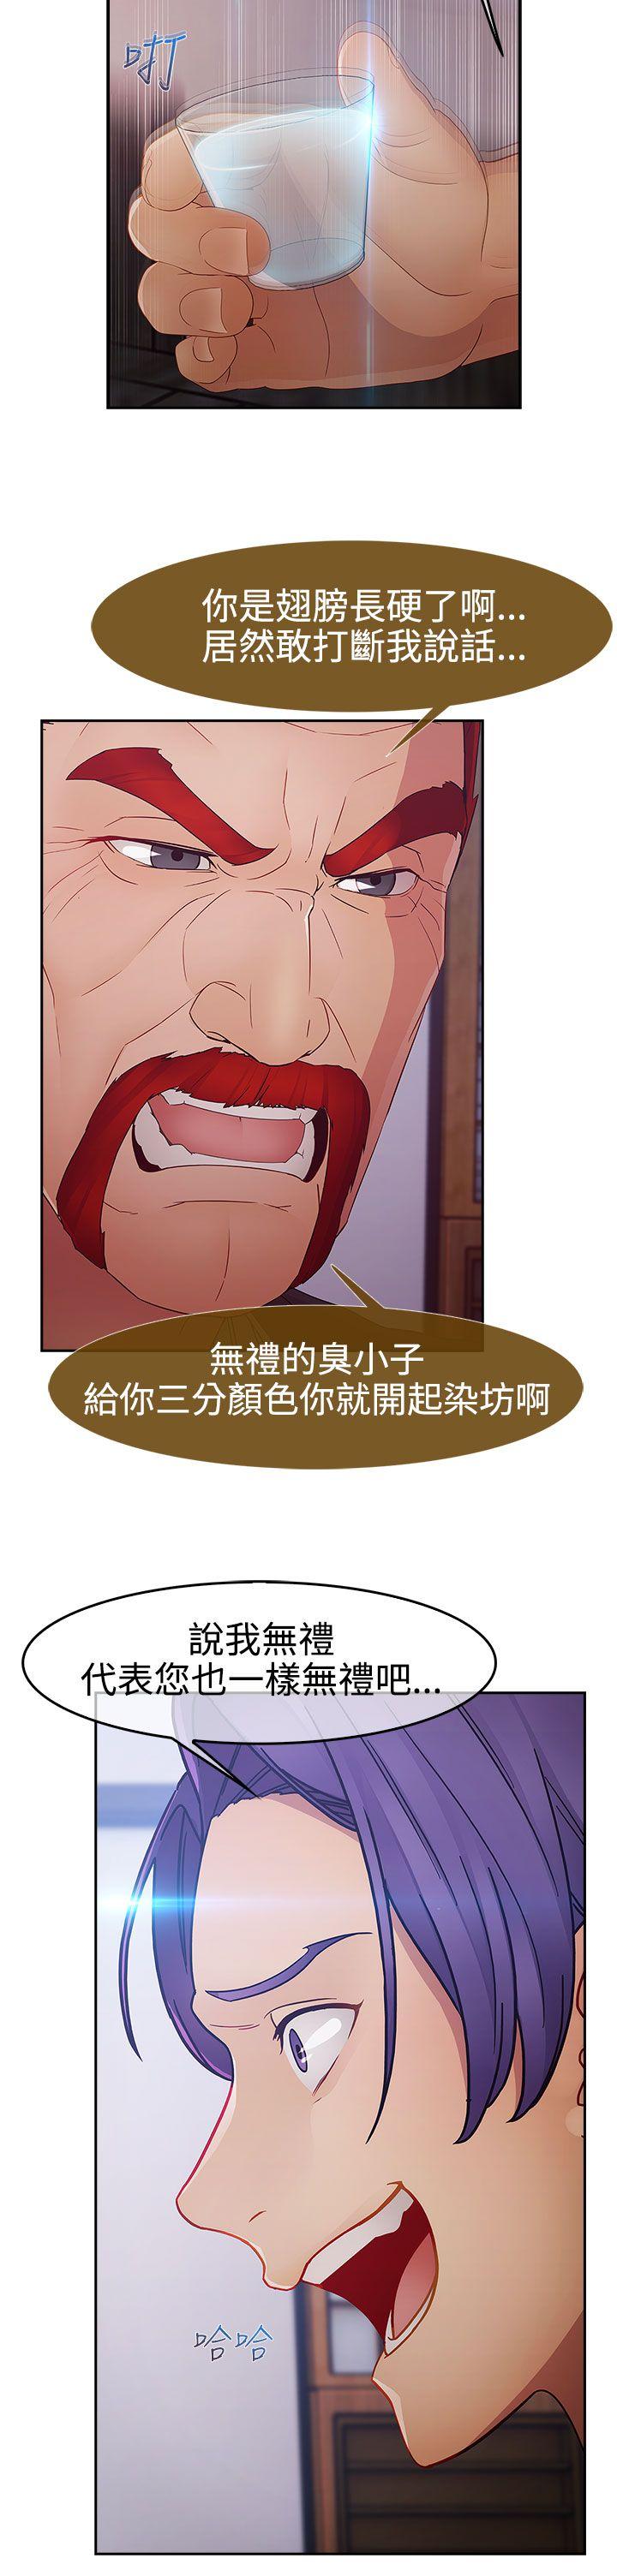 叮
你是翅膀長硬了啊...
居然敢打斷我說話...
無禮的臭小子
給你三分顏色你就開起染坊啊
說我無禮
代表您也一樣無禮吧...
哈哈